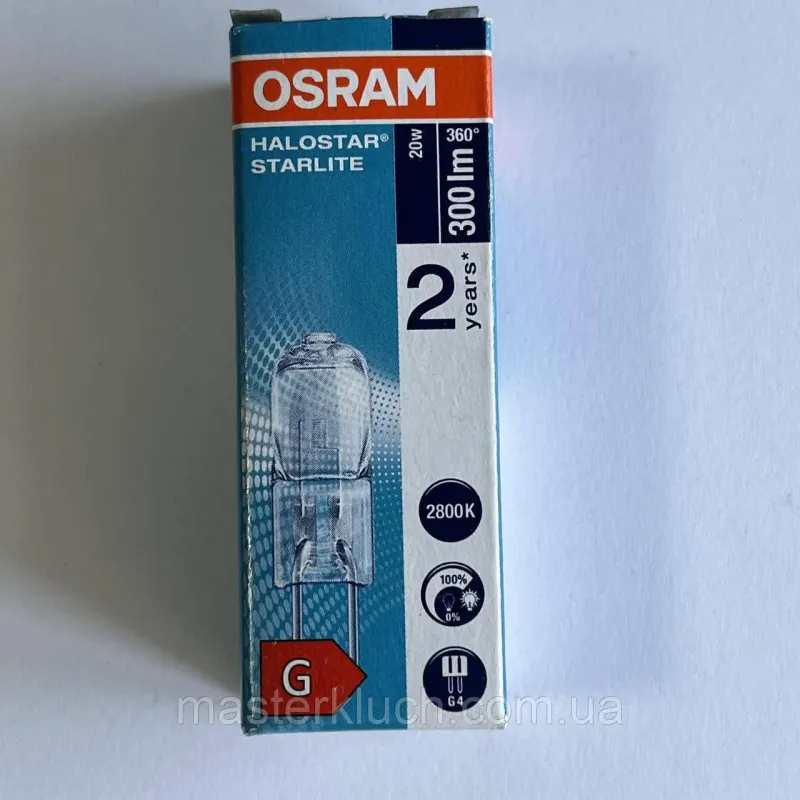 OSRAM
HALOSTAR®
STARLITE
20W
360°
300 lm
2
years*
2800K
100%
0%
G4
G
masterkluch.com.ua